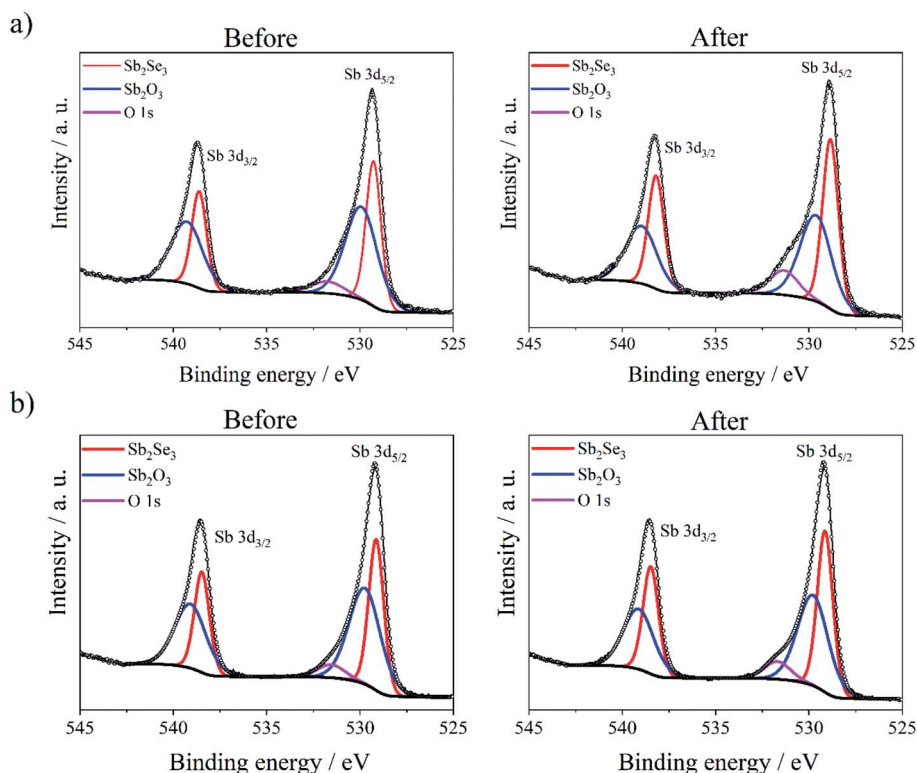 a)
Before
Sb₂Se₃
Sb₂O₃
O 1s
Sb 3d₃/₂
Sb 3d₅/₂
Intensity / a. u.
545 540 535 530 525
Binding energy / eV
After
Sb₂Se₃
Sb₂O₃
O 1s
Sb 3d₃/₂
Sb 3d₅/₂
Intensity / a. u.
545 540 535 530 525
Binding energy / eV
b)
Before
Sb₂Se₃
Sb₂O₃
O 1s
Sb 3d₃/₂
Sb 3d₅/₂
Intensity / a. u.
545 540 535 530 525
Binding energy / eV
After
Sb₂Se₃
Sb₂O₃
O 1s
Sb 3d₃/₂
Sb 3d₅/₂
Intensity / a. u.
545 540 535 530 525
Binding energy / eV